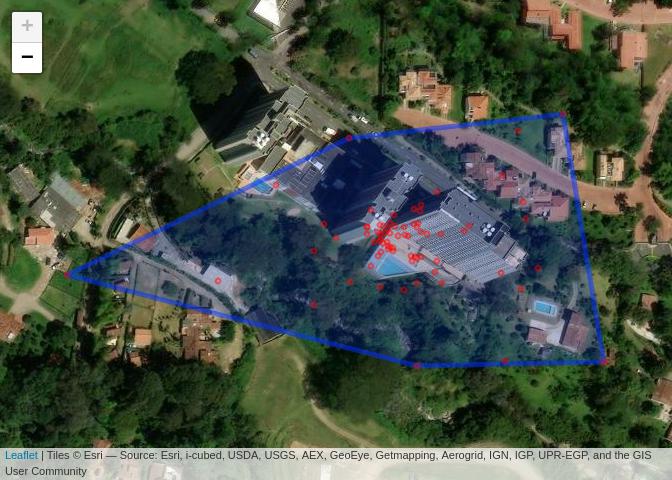 +
−
Leaflet | Tiles © Esri — Source: Esri, i-cubed, USDA, USGS, AEX, GeoEye, Getmapping, Aerogrid, IGN, IGP, UPR-EGP, and the GIS
User Community